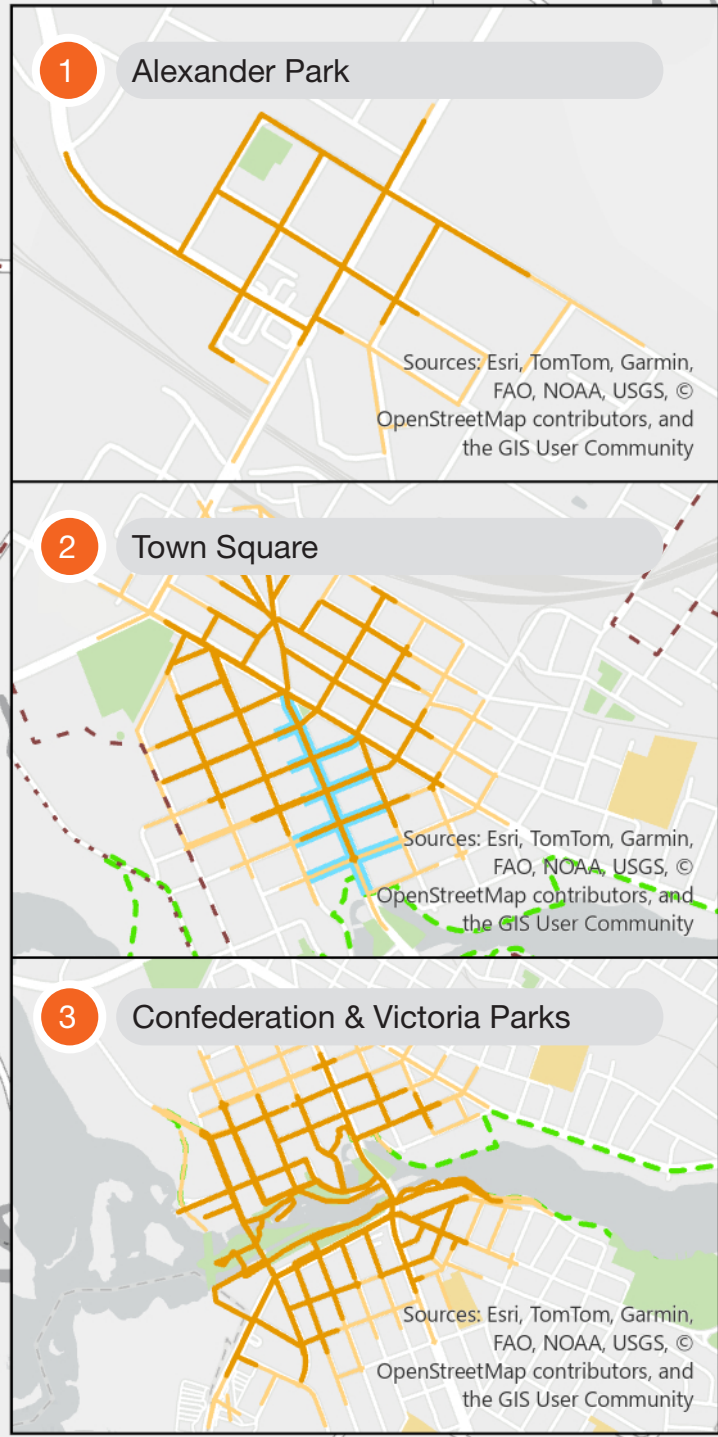 1 Alexander Park
Sources: Esri, TomTom, Garmin,
FAO, NOAA, USGS, ©
OpenStreetMap contributors, and
the GIS User Community
2 Town Square
Sources: Esri, TomTom, Garmin,
FAO, NOAA, USGS, ©
OpenStreetMap contributors, and
the GIS User Community
3 Confederation & Victoria Parks
Sources: Esri, TomTom, Garmin,
FAO, NOAA, USGS, ©
OpenStreetMap contributors, and
the GIS User Community